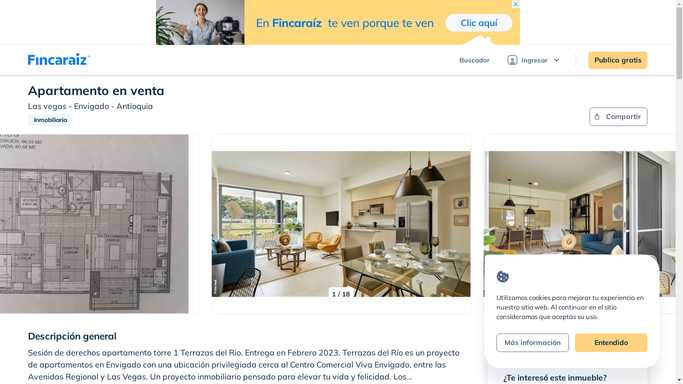 En Fincaraíz te ven porque te ven
Clic aquí
Fincaraiz
Buscador
Ingresar
Publica gratis
Apartamento en venta
Las vegas - Envigado - Antioquia
Inmobiliaria
Compartir
1 / 18
Utilizamos cookies para mejorar tu experiencia en
nuestro sitio web. Al continuar en el sitio
consideramos que aceptas su uso.
Más información
Entendido
Descripción general
Sesión de derechos apartamento torre 1 Terrazas del Rio. Entrega en Febrero 2023. Terrazas del Río es un proyecto
de apartamentos en Envigado con una ubicación privilegiada cerca al Centro Comercial Viva Envigado, entre las
Avenidas Regional y Las Vegas. Un proyecto inmobiliario pensado para elevar tu vida y felicidad. Los...
¿Te interesó este inmueble?